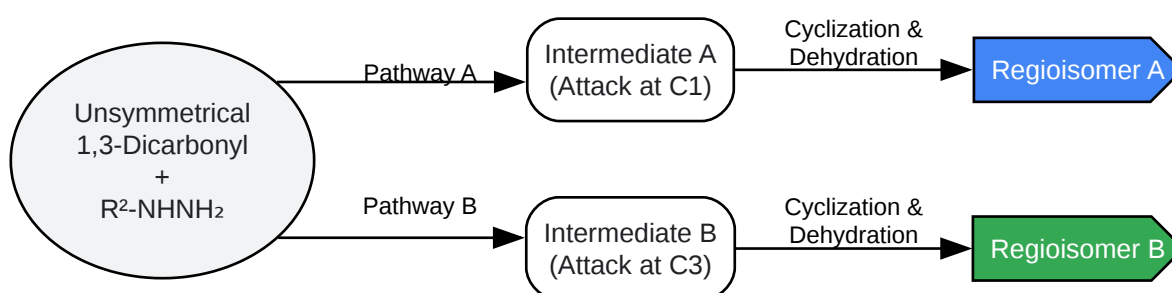 Unsymmetrical
1,3-Dicarbonyl
+
R²-NHNH₂
Pathway A
Intermediate A
(Attack at C1)
Cyclization &
Dehydration
Regioisomer A
Pathway B
Intermediate B
(Attack at C3)
Cyclization &
Dehydration
Regioisomer B